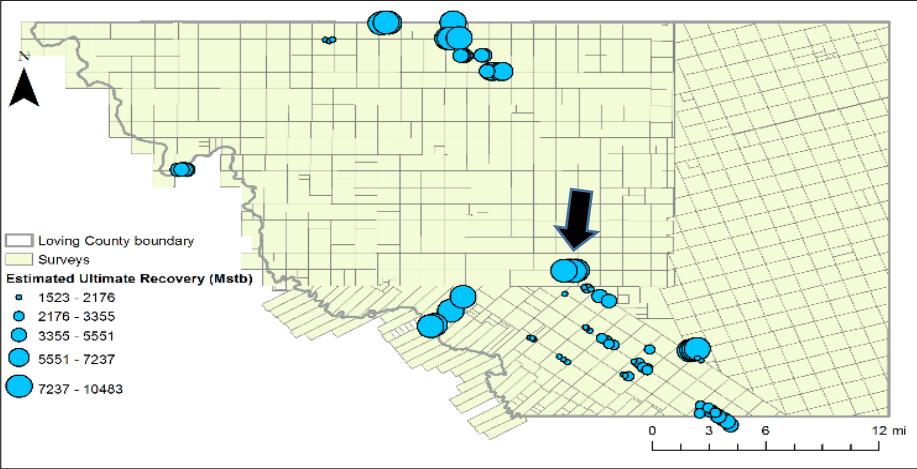 N
Loving County boundary
Surveys
Estimated Ultimate Recovery (Mstb)
1523 - 2176
2176 - 3355
3355 - 5551
5551 - 7237
7237 - 10483
0 3 6 12 mi